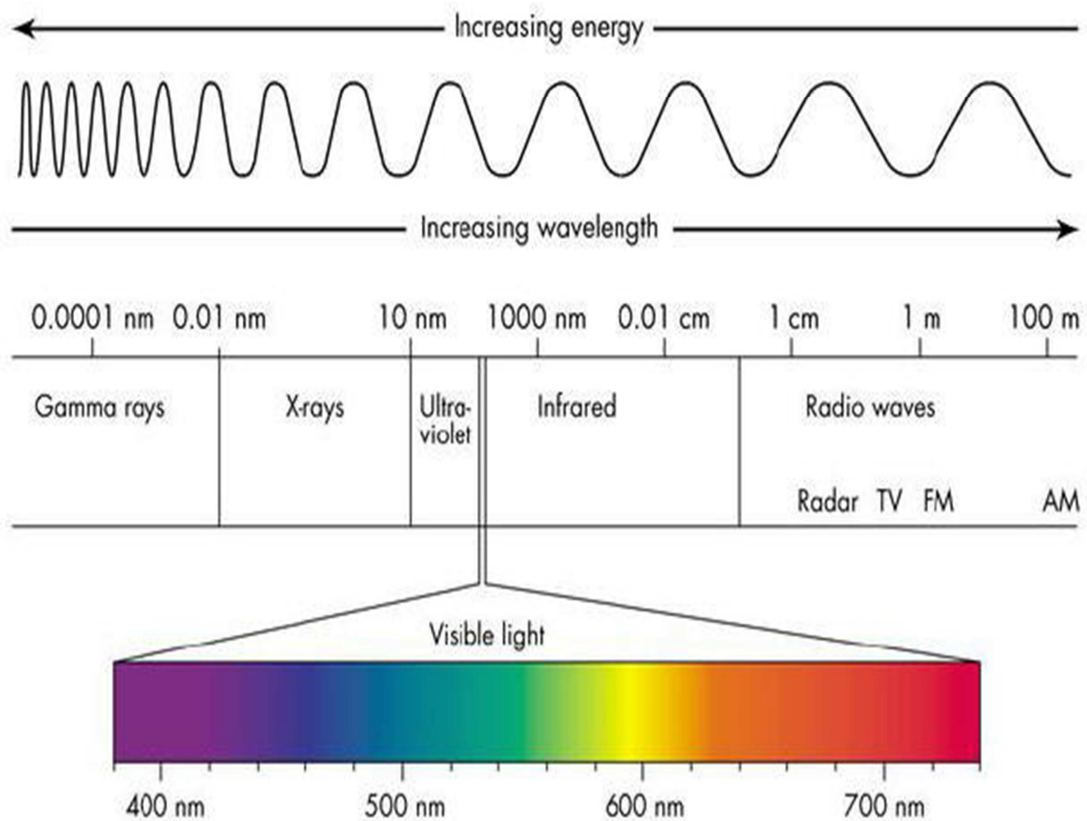 Increasing energy
Increasing wavelength
0.0001 nm 0.01 nm 10 nm 1000 nm 0.01 cm 1 cm 1 m 100 m
Gamma rays X-rays Ultra- Infrared Radio waves
violet
Radar TV FM AM
Visible light
400 nm 500 nm 600 nm 700 nm